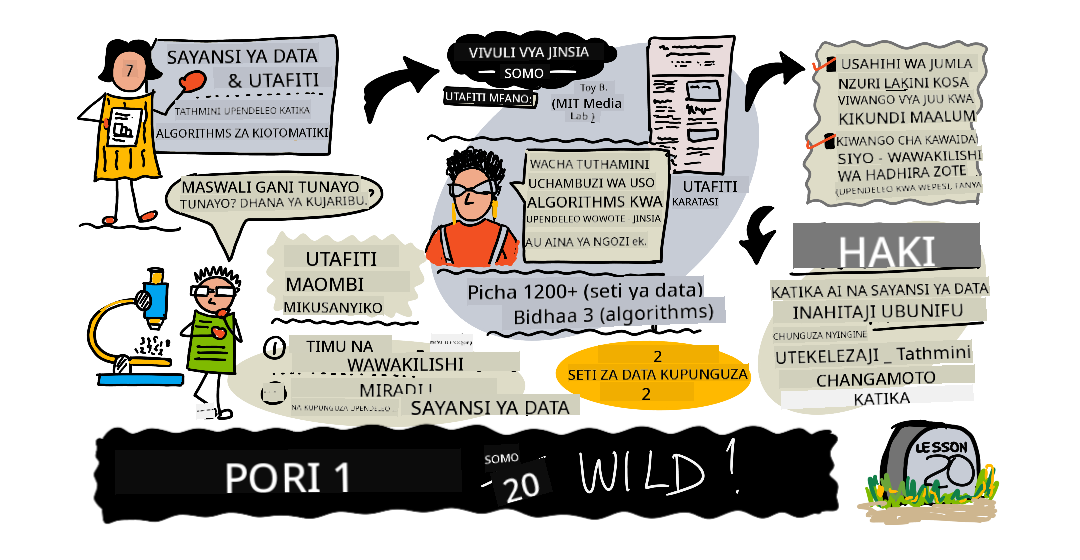 7
SAYANSI YA DATA
& UTAFITI
TATHMINI UPENDELEO KATIKA
ALGORITHMS ZA KIOTOMATIKI
MASWALI GANI TUNAYO
TUNAYO? DHANA YA KUJARIBU.
?
UTAFITI
MAOMBI
MIKUSANYIKO
1
TIMU NA
WAWAKILISHI
MIRADI
NA KUPUNGUZA UPENDELEO
SAYANSI YA DATA
VIVULI VYA JINSIA
SOMO
UTAFITI MFANO:
Toy B.
(MIT Media
Lab)
WACHA TUTHAMINI
UCHAMBUZI WA USO
ALGORITHMS KWA
UPENDELEO WOWOTE JINSIA
AU AINA YA NGOZI ek.
UTAFITI
KARATASI
Picha 1200+ (seti ya data)
Bidhaa 3 (algorithms)
2
SETI ZA DATA KUPUNGUZA
2
USAHIHI WA JUMLA
NZURI LAKINI KOSA
VIWANGO VYA JUU KWA
KIKUNDI MAALUM
KIWANGO CHA KAWAIDA
SIYO - WAWAKILISHI
WA HADHIRA ZOTE
(UPENDELEO KWA WEPESI, TANYA
HAKI
KATIKA AI NA SAYANSI YA DATA
INAHITAJI UBUNIFU
CHUNGUZA NYINGINE
UTEKELEZAJI _ Tathmini
CHANGAMOTO
KATIKA
PORI 1
SOMO
- 20
WILD!
LESSON
20